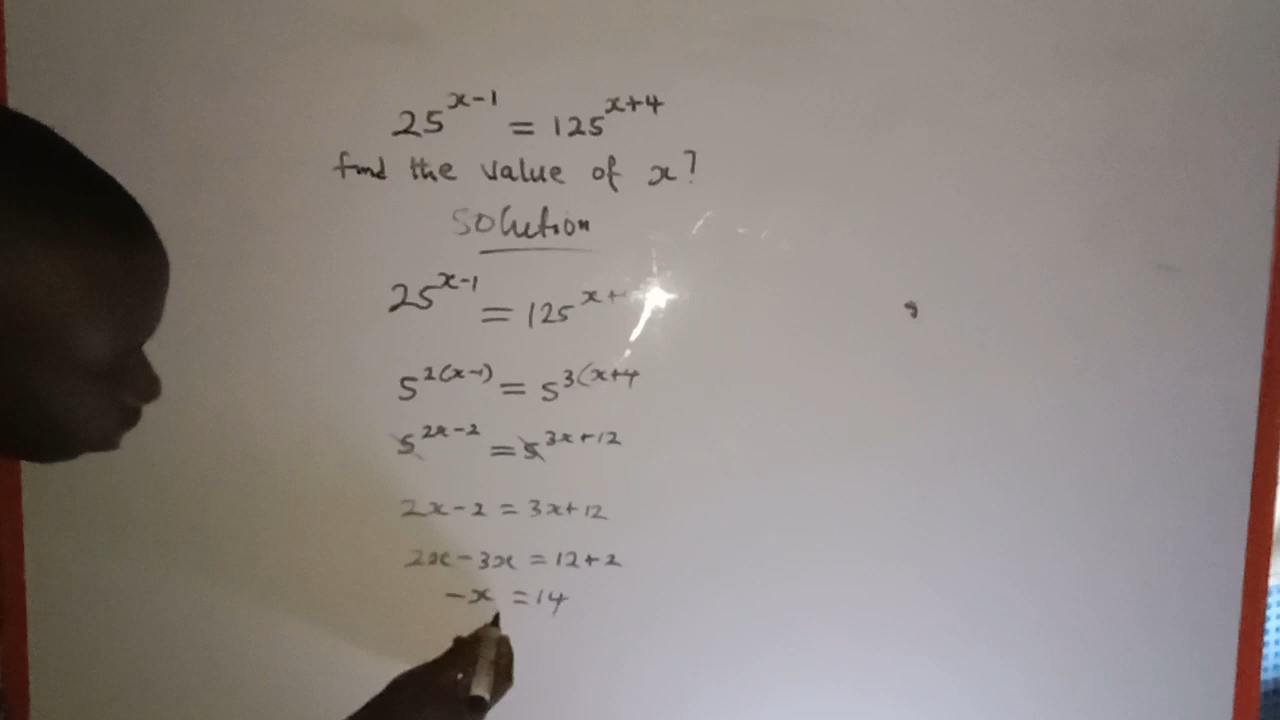 25^x-1 = 125^x+4
find the value of x?
Solution
25^x-1 = 125^x+
5^2(x-1) = 5^3(x+4
5^2x-2 = 5^3x+12
2x-2 = 3x+12
2x-3x = 12+2
-x = 14